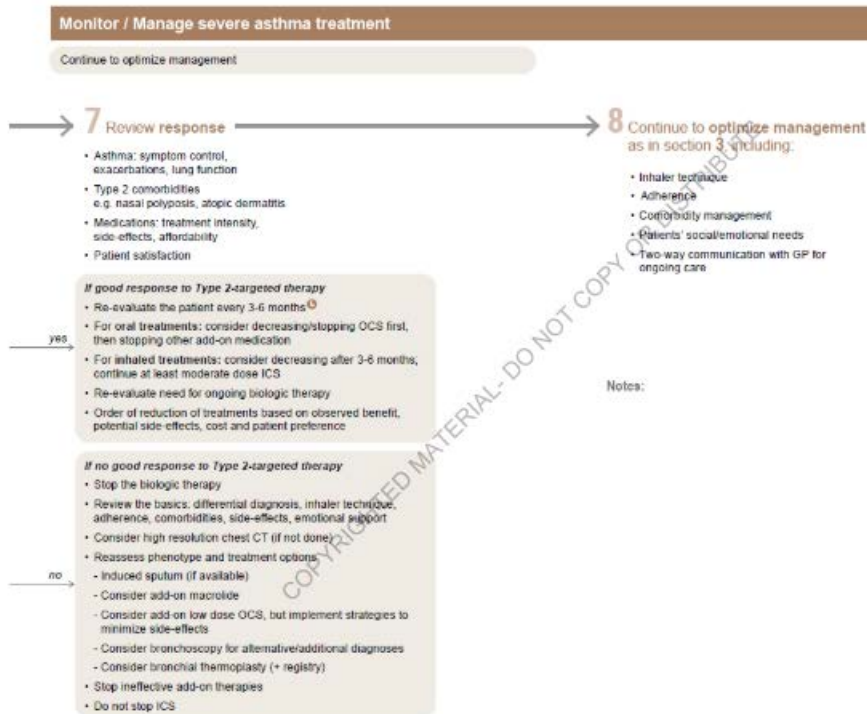 Monitor / Manage severe asthma treatment
Continue to optimize management
7 Review response
• Asthma: symptom control,
exacerbations, lung function
• Type 2 comorbidities
e.g. nasal polyposis, atopic dermatitis
• Medications: treatment intensity,
side-effects, affordability
• Patient satisfaction
yes
If good response to Type 2-targeted therapy
• Re-evaluate the patient every 3-6 months
• For oral treatments: consider decreasing/stopping OCS first,
then stopping other add-on medication
• For inhaled treatments: consider decreasing after 3-6 months;
continue at least moderate dose ICS
• Re-evaluate need for ongoing biologic therapy
• Order of reduction of treatments based on observed benefit,
potential side-effects, cost and patient preference
no
If no good response to Type 2-targeted therapy
• Stop the biologic therapy
• Review the basics: differential diagnosis, inhaler technique,
adherence, comorbidities, side-effects, emotional support
• Consider high resolution chest CT (if not done)
• Reassess phenotype and treatment options
- Induced sputum (if available)
- Consider add-on macrolide
- Consider add-on low dose OCS, but implement strategies to
minimize side-effects
- Consider bronchoscopy for alternative/additional diagnoses
- Consider bronchial thermoplasty (+ registry)
• Stop ineffective add-on therapies
• Do not stop ICS
8 Continue to optimize management
as in section 3, including:
• Inhaler technique
• Adherence
• Comorbidity management
• Patients' social/emotional needs
• Two-way communication with GP for
ongoing care
Notes:
COPYRIGHTED MATERIAL- DO NOT COPY OR DISTRIBUTE